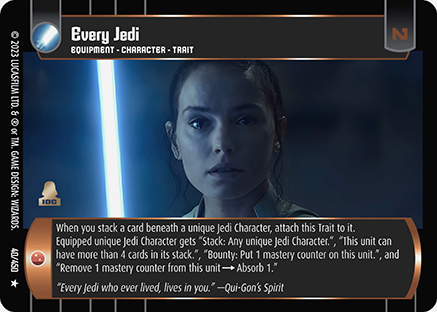 Every Jedi
EQUIPMENT - CHARACTER - TRAIT
N
IDC
When you stack a card beneath a unique Jedi Character, attach this Trait to it.
Equipped unique Jedi Character gets "Stack: Any unique Jedi Character.", "This unit can
have more than 4 cards in its stack.", "Bounty: Put 1 mastery counter on this unit.", and
"Remove 1 mastery counter from this unit → Absorb 1."
"Every Jedi who ever lived, lives in you." —Qui-Gon's Spirit
© 2023 LUCASFILM LTD. & ® or TM. GAME DESIGN: WIZARDS.
40/450 ★